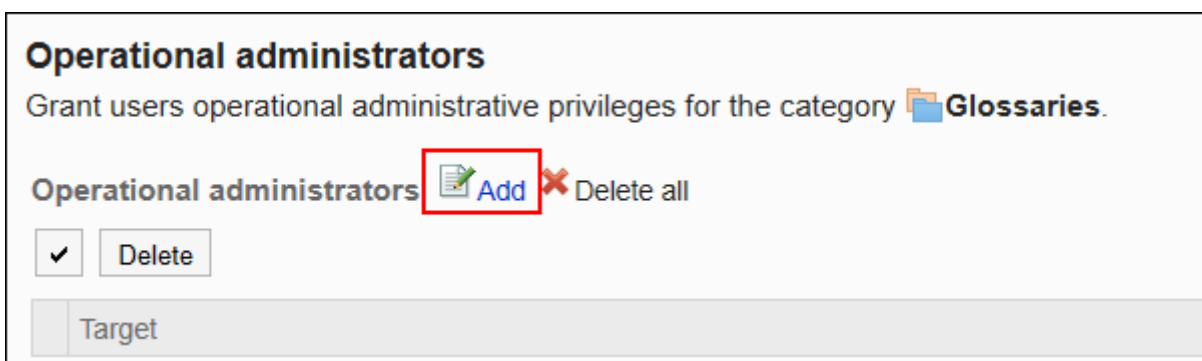 Operational administrators
Grant users operational administrative privileges for the category Glossaries.
Operational administrators Add Delete all
Delete
Target